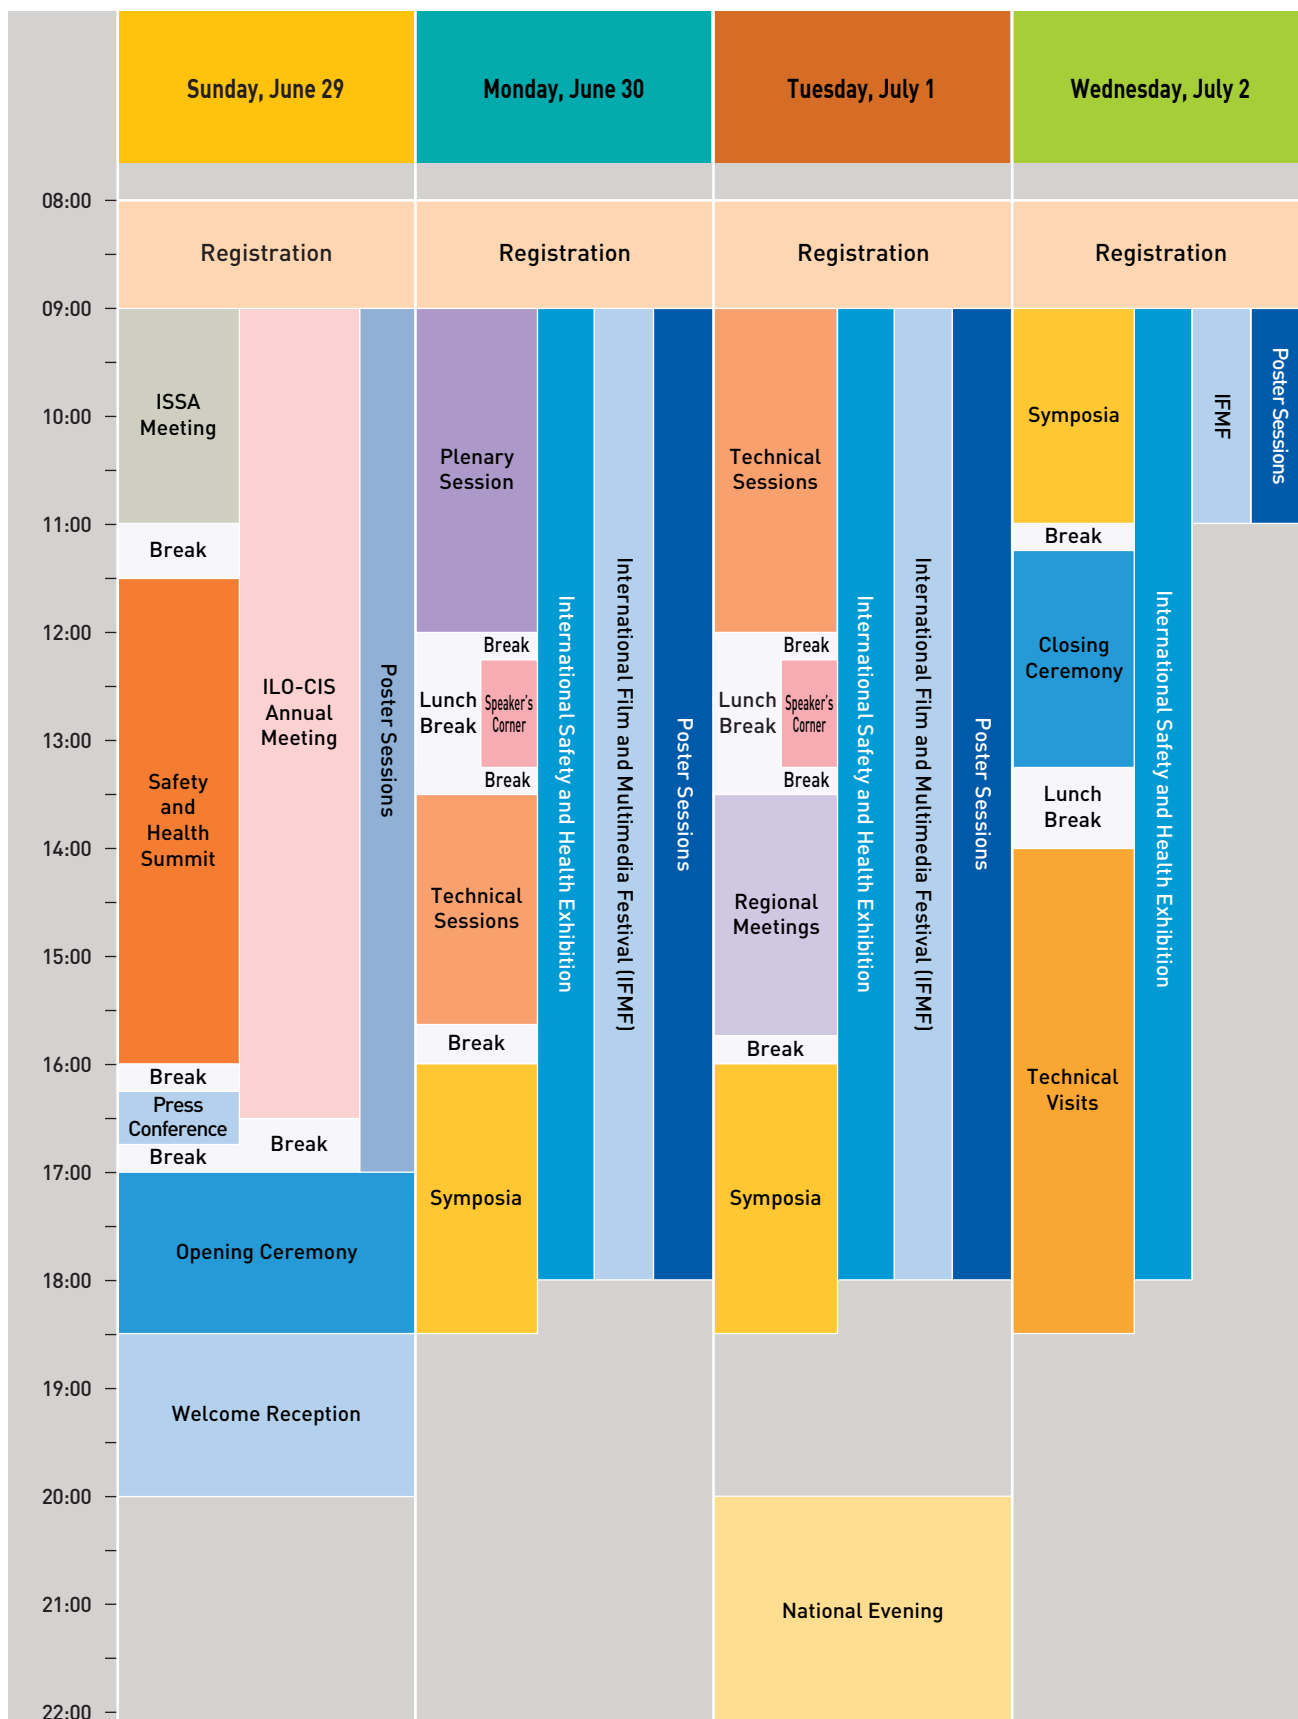 Sunday, June 29
Monday, June 30
Tuesday, July 1
Wednesday, July 2
08:00
Registration
Registration
Registration
Registration
09:00
10:00
11:00
12:00
13:00
14:00
15:00
16:00
17:00
18:00
19:00
20:00
21:00
22:00
ISSA
Meeting
Break
Safety
and
Health
Summit
Break
Press
Conference
Break
ILO-CIS
Annual
Meeting
Break
Poster Sessions
Opening Ceremony
Welcome Reception
Plenary
Session
Break
Lunch
Break
Speaker's
Corner
Break
Technical
Sessions
Break
Symposia
International Safety and Health Exhibition
International Film and Multimedia Festival (IFMF)
Poster Sessions
Technical
Sessions
Break
Lunch
Break
Speaker's
Corner
Break
Regional
Meetings
Break
Symposia
International Safety and Health Exhibition
International Film and Multimedia Festival (IFMF)
Poster Sessions
National Evening
Symposia
Break
Closing
Ceremony
Lunch
Break
Technical
Visits
International Safety and Health Exhibition
IFMF
Poster Sessions